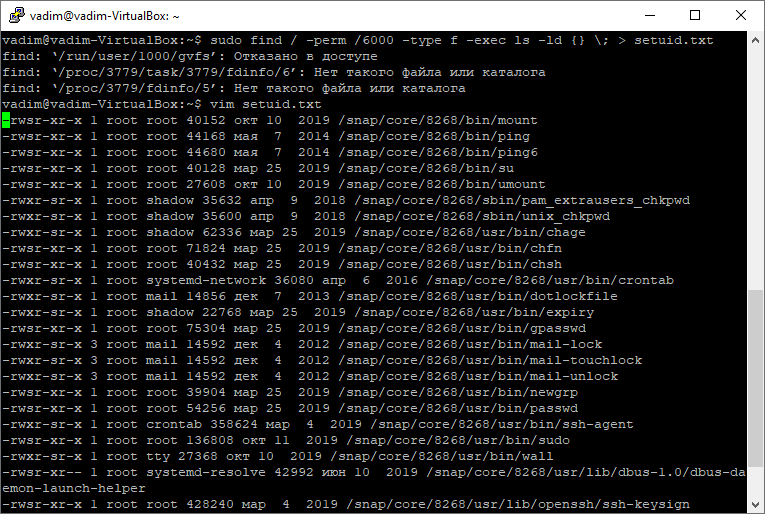 vadim@vadim-VirtualBox: ~
vadim@vadim-VirtualBox:~$ sudo find / -perm /6000 -type f -exec ls -ld {} \; > setuid.txt
find: ‘/run/user/1000/gvfs’: Отказано в доступе
find: ‘/proc/3779/task/3779/fdinfo/6’: Нет такого файла или каталога
find: ‘/proc/3779/fdinfo/5’: Нет такого файла или каталога
vadim@vadim-VirtualBox:~$ vim setuid.txt
-rwsr-xr-x 1 root root 40152 окт 10  2019 /snap/core/8268/bin/mount
-rwsr-xr-x 1 root root 44168 мая  7  2014 /snap/core/8268/bin/ping
-rwsr-xr-x 1 root root 44680 мая  7  2014 /snap/core/8268/bin/ping6
-rwsr-xr-x 1 root root 40128 мар 25  2019 /snap/core/8268/bin/su
-rwsr-xr-x 1 root root 27608 окт 10  2019 /snap/core/8268/bin/umount
-rwxr-sr-x 1 root shadow 35632 апр  9  2018 /snap/core/8268/sbin/pam_extrausers_chkpwd
-rwxr-sr-x 1 root shadow 35600 апр  9  2018 /snap/core/8268/sbin/unix_chkpwd
-rwxr-sr-x 1 root shadow 62336 мар 25  2019 /snap/core/8268/usr/bin/chage
-rwsr-xr-x 1 root root 71824 мар 25  2019 /snap/core/8268/usr/bin/chfn
-rwsr-xr-x 1 root root 40432 мар 25  2019 /snap/core/8268/usr/bin/chsh
-rwxr-sr-x 1 root systemd-network 36080 апр  6  2016 /snap/core/8268/usr/bin/crontab
-rwxr-sr-x 1 root mail 14856 дек  7  2013 /snap/core/8268/usr/bin/dotlockfile
-rwxr-sr-x 1 root shadow 22768 мар 25  2019 /snap/core/8268/usr/bin/expiry
-rwsr-xr-x 1 root root 75304 мар 25  2019 /snap/core/8268/usr/bin/gpasswd
-rwxr-sr-x 3 root mail 14592 дек  4  2012 /snap/core/8268/usr/bin/mail-lock
-rwxr-sr-x 3 root mail 14592 дек  4  2012 /snap/core/8268/usr/bin/mail-touchlock
-rwxr-sr-x 3 root mail 14592 дек  4  2012 /snap/core/8268/usr/bin/mail-unlock
-rwsr-xr-x 1 root root 39904 мар 25  2019 /snap/core/8268/usr/bin/newgrp
-rwsr-xr-x 1 root root 54256 мар 25  2019 /snap/core/8268/usr/bin/passwd
-rwxr-sr-x 1 root crontab 358624 мар  4  2019 /snap/core/8268/usr/bin/ssh-agent
-rwsr-xr-x 1 root root 136808 окт 11  2019 /snap/core/8268/usr/bin/sudo
-rwxr-sr-x 1 root tty 27368 окт 10  2019 /snap/core/8268/usr/bin/wall
-rwsr-xr-- 1 root systemd-resolve 42992 июн 10  2019 /snap/core/8268/usr/lib/dbus-1.0/dbus-da
emon-launch-helper
-rwsr-xr-x 1 root root 428240 мар  4  2019 /snap/core/8268/usr/lib/openssh/ssh-keysign